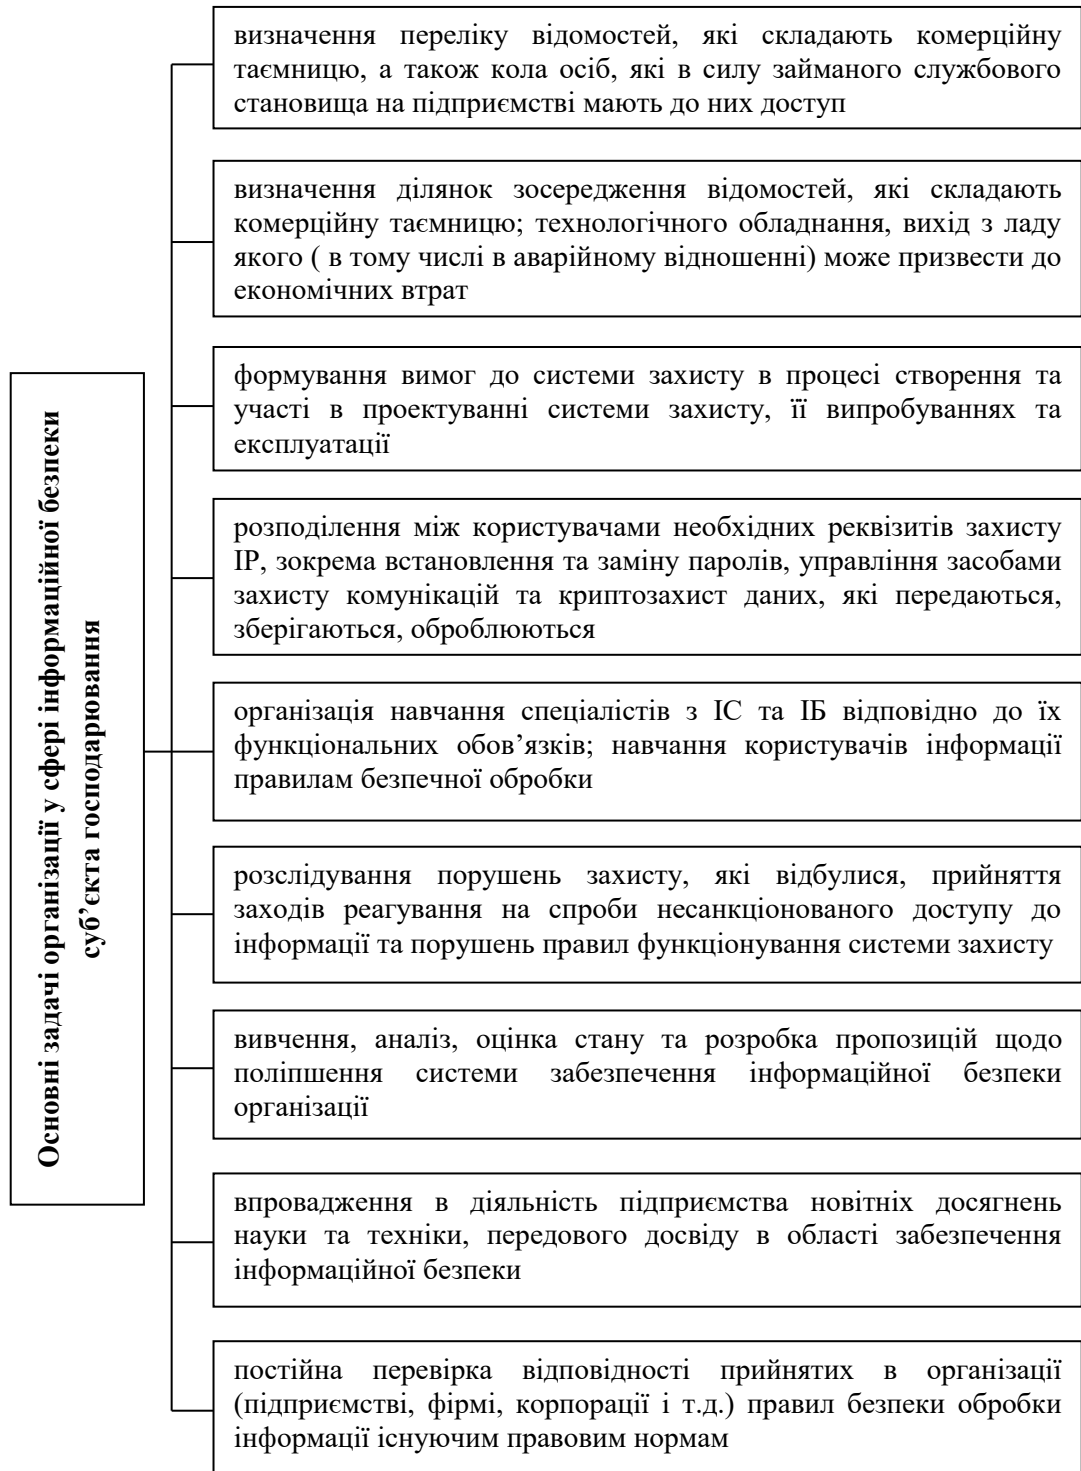 Основні задачі організації у сфері інформаційної безпеки
суб’єкта господарювання
визначення переліку відомостей, які складають комерційну
таємницю, а також кола осіб, які в силу займаного службового
становища на підприємстві мають до них доступ
визначення ділянок зосередження відомостей, які складають
комерційну таємницю; технологічного обладнання, вихід з ладу
якого ( в тому числі в аварійному відношенні) може призвести до
економічних втрат
формування вимог до системи захисту в процесі створення та
участі в проектуванні системи захисту, її випробуваннях та
експлуатації
розподілення між користувачами необхідних реквізитів захисту
ІР, зокрема встановлення та заміну паролів, управління засобами
захисту комунікацій та криптозахист даних, які передаються,
зберігаються, оброблюються
організація навчання спеціалістів з ІС та ІБ відповідно до їх
функціональних обов’язків; навчання користувачів інформації
правилам безпечної обробки
розслідування порушень захисту, які відбулися, прийняття
заходів реагування на спроби несанкціонованого доступу до
інформації та порушень правил функціонування системи захисту
вивчення, аналіз, оцінка стану та розробка пропозицій щодо
поліпшення системи забезпечення інформаційної безпеки
організації
впровадження в діяльність підприємства новітніх досягнень
науки та техніки, передового досвіду в області забезпечення
інформаційної безпеки
постійна перевірка відповідності прийнятих в організації
(підприємстві, фірмі, корпорації і т.д.) правил безпеки обробки
інформації існуючим правовим нормам